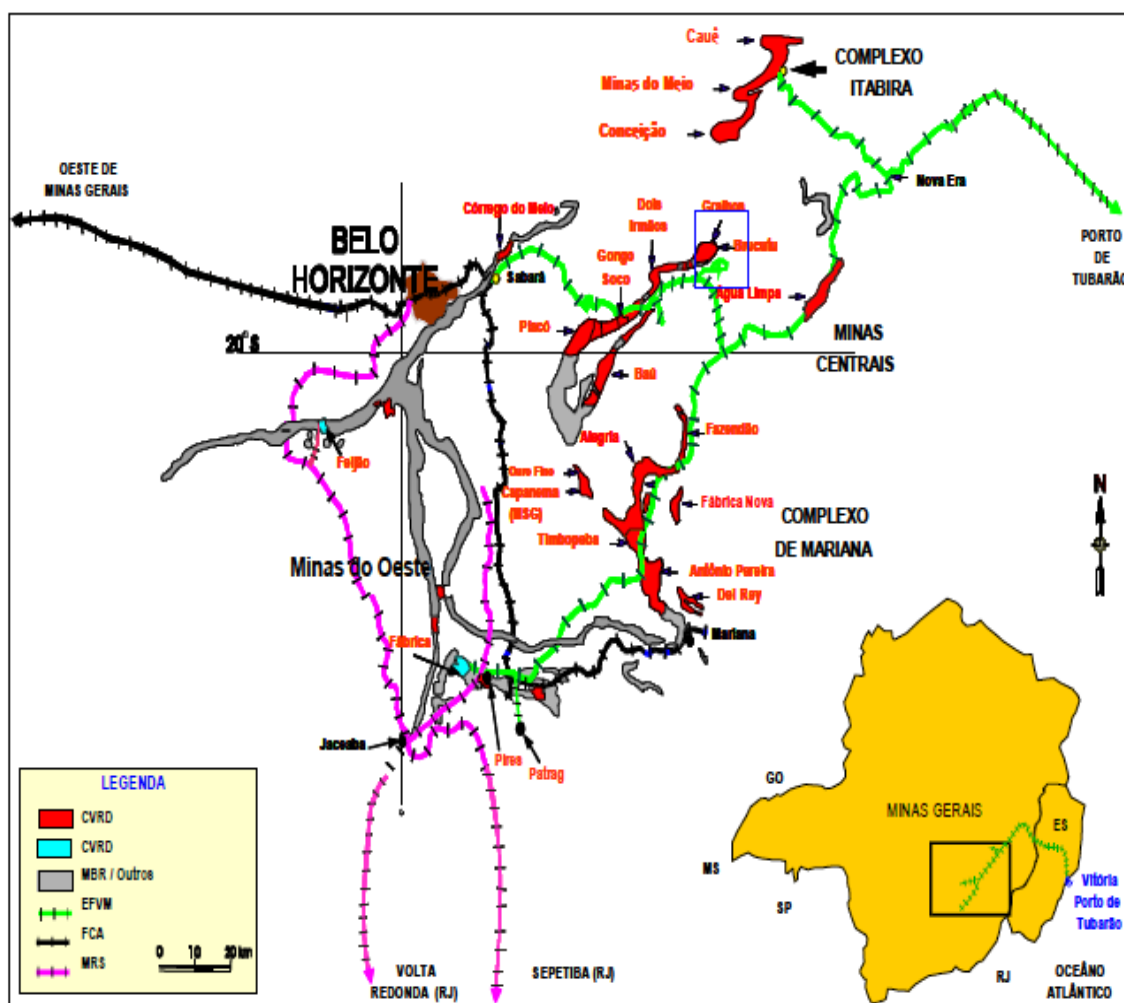 Cauê
COMPLEXO
ITABIRA
Minas do Meio
Conceição
OESTE DE
MINAS GERAIS
Nova Era
Córrego do Meio
Dois
Irmãos
BELO
HORIZONTE
Gongo
Soco
Sabará
PORTO
DE
TUBARÃO
Água Limpa
Baú
20°S
MINAS
CENTRAIS
Fazendão
Alegria
Feijão
Ouro Fino
Capanema
(MSG)
Fábrica Nova
N
COMPLEXO
DE MARIANA
Timbopeba
Minas do Oeste
Antônio Pereira
Del Rey
Mariana
Fábrica
Jaceaba
Pires
Patrag
LEGENDA
CVRD
CVRD
MBR / Outros
EFVM
FCA
MRS
0 10 20 km
VOLTA
REDONDA (RJ)
SEPETIBA (RJ)
GO
MINAS GERAIS
ES
MS
SP
Vitória
Porto de
Tubarão
RJ
OCEÂNO
ATLÂNTICO